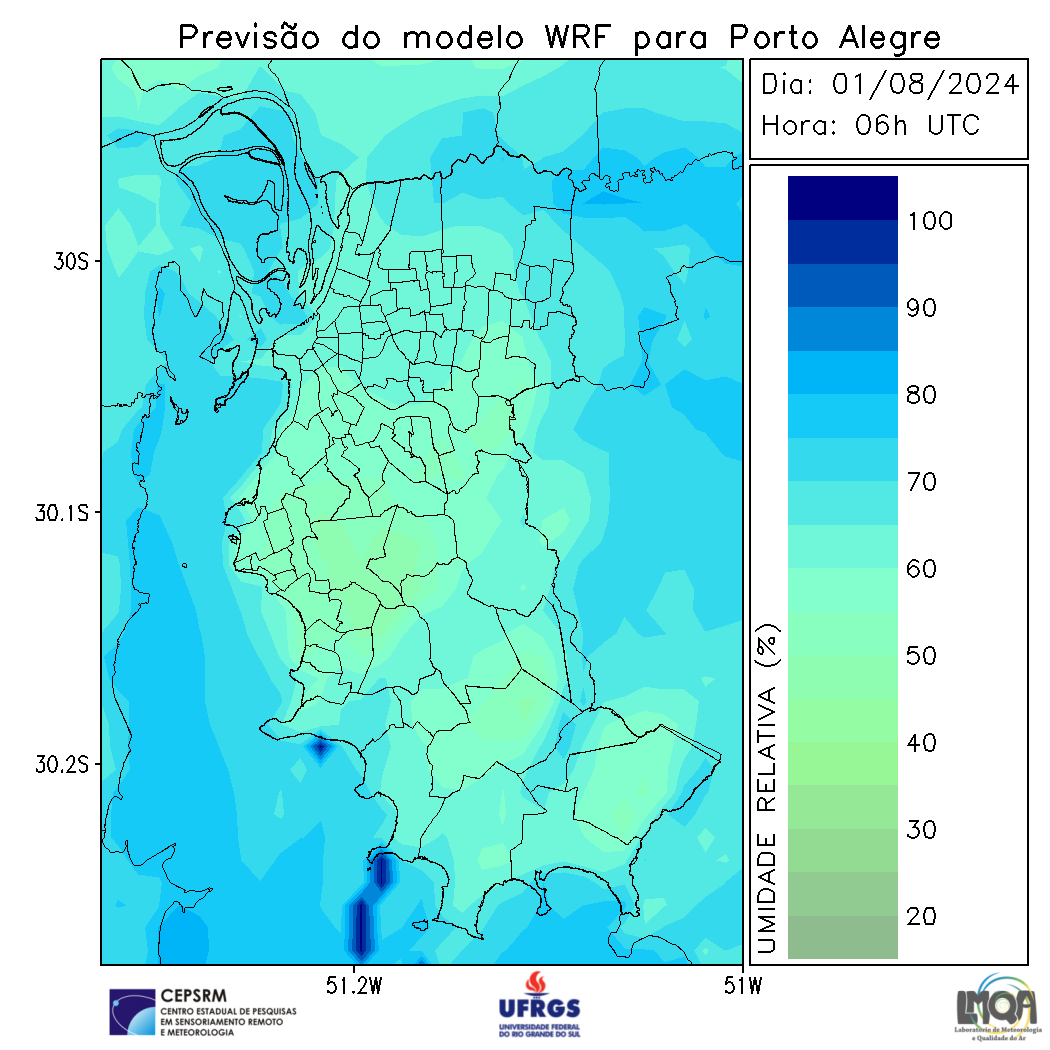 Previsão do modelo WRF para Porto Alegre
Dia: 01/08/2024
Hora: 06h UTC
30S
30.1S
30.2S
51.2W
51W
UMIDADE RELATIVA (%)
100
90
80
70
60
50
40
30
20
CEPSRM
CENTRO ESTADUAL DE PESQUISAS
EM SENSORIAMENTO REMOTO
E METEOROLOGIA
UFRGS
UNIVERSIDADE FEDERAL
DO RIO GRANDE DO SUL
LMQA
Laboratório de Meteorologia
e Qualidade do Ar